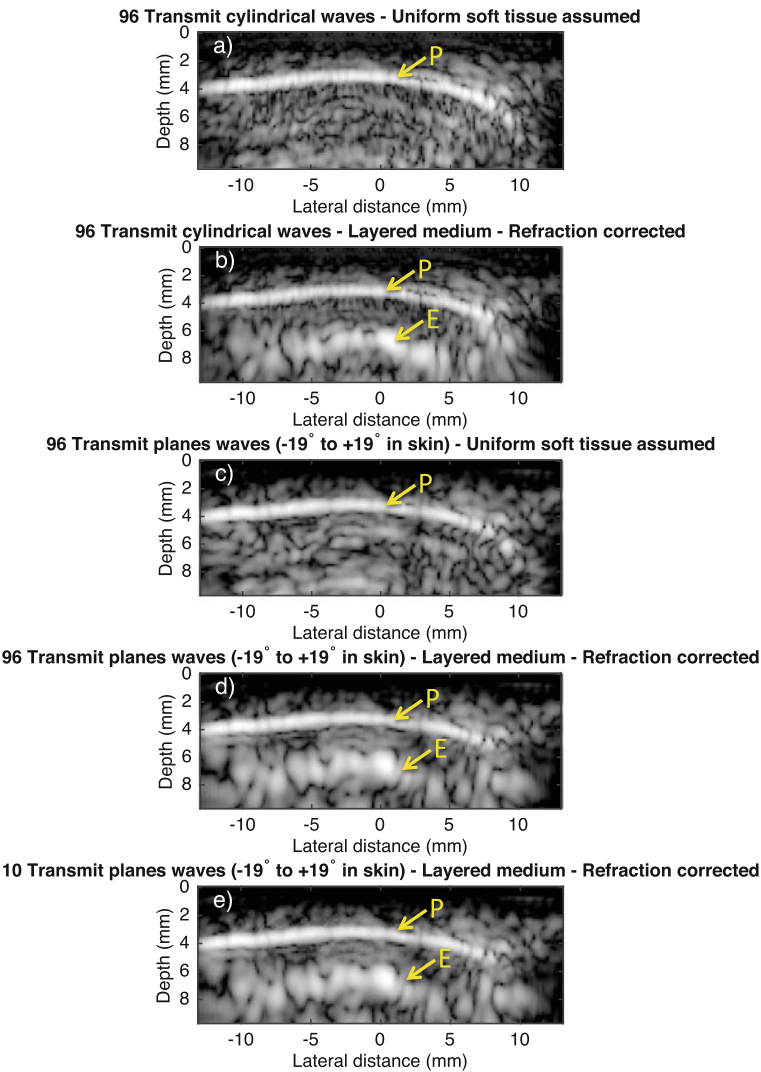 96 Transmit cylindrical waves - Uniform soft tissue assumed
0
2
4
6
8
Depth (mm)
a)
P
-10 -5 0 5 10
Lateral distance (mm)
96 Transmit cylindrical waves - Layered medium - Refraction corrected
0
2
4
6
8
Depth (mm)
b)
P
E
-10 -5 0 5 10
Lateral distance (mm)
96 Transmit planes waves (-19° to +19° in skin) - Uniform soft tissue assumed
0
2
4
6
8
Depth (mm)
c)
P
-10 -5 0 5 10
Lateral distance (mm)
96 Transmit planes waves (-19° to +19° in skin) - Layered medium - Refraction corrected
0
2
4
6
8
Depth (mm)
d)
P
E
-10 -5 0 5 10
Lateral distance (mm)
10 Transmit planes waves (-19° to +19° in skin) - Layered medium - Refraction corrected
0
2
4
6
8
Depth (mm)
e)
P
E
-10 -5 0 5 10
Lateral distance (mm)